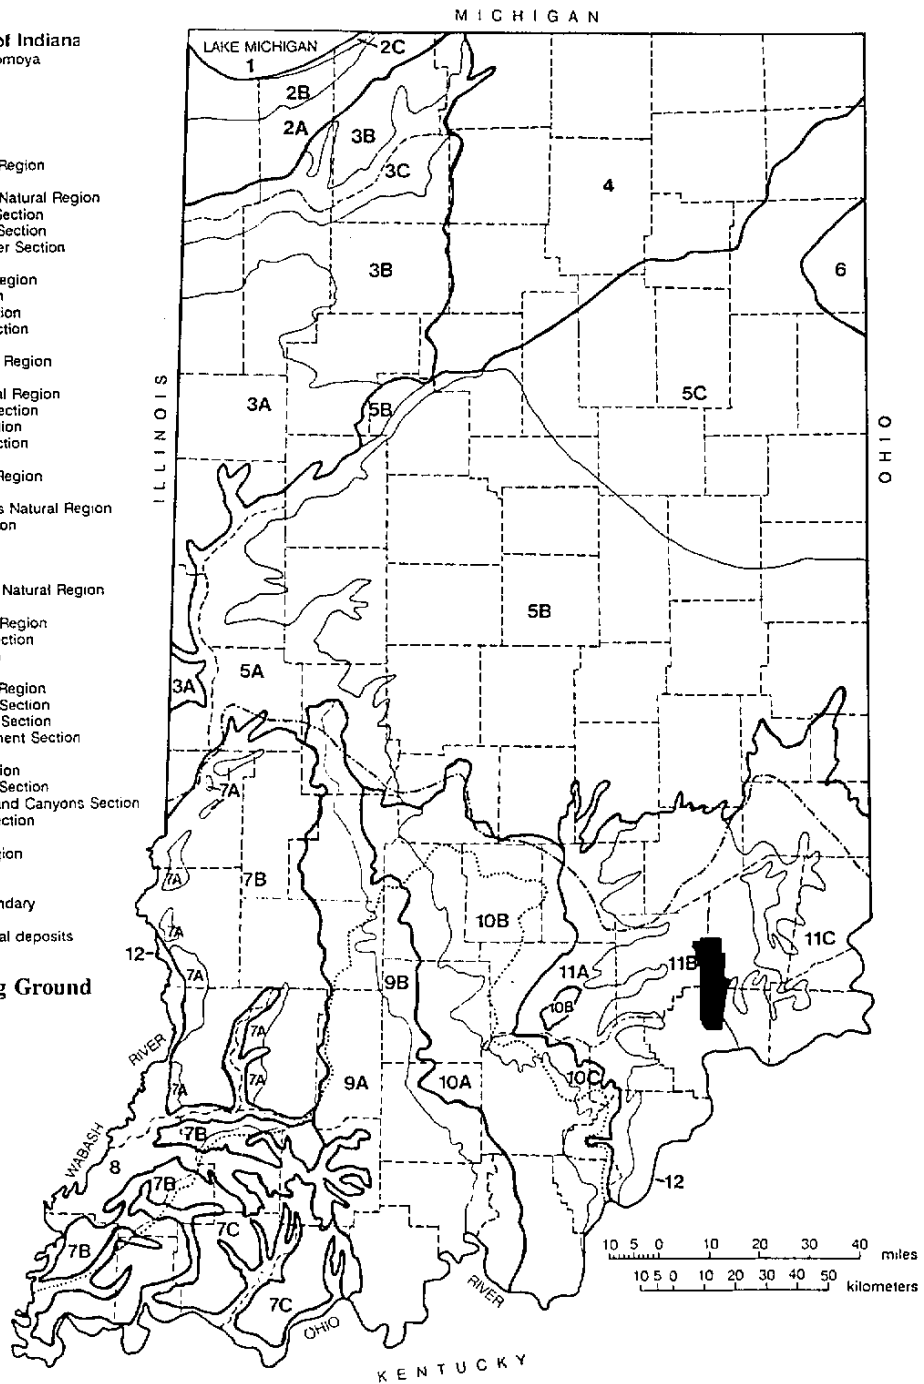 MICHIGAN
of Indiana
omoya
Region
Natural Region
Section
Section
er Section
egion
n
ion
ction
Region
al Region
ection
ion
ction
Region
s Natural Region
on
Natural Region
Region
ction
Region
Section
Section
ment Section
ion
Section
and Canyons Section
ection
ion
ndary
al deposits
g Ground
LAKE MICHIGAN
1
2C
2B
2A
3B
3C
4
3B
6
ILLINOIS
3A
5B
5C
OHIO
5B
5A
3A
7A
7A
7B
7A
10B
12
7A
9B
11A
11B
11C
10B
7A
RIVER
7A
7A
9A
10A
10C
7B
WABASH
8
7B
12
7B
7C
7C
RIVER
OHIO
10 5 0 10 20 30 40 miles
10 5 0 10 20 30 40 50 kilometers
KENTUCKY